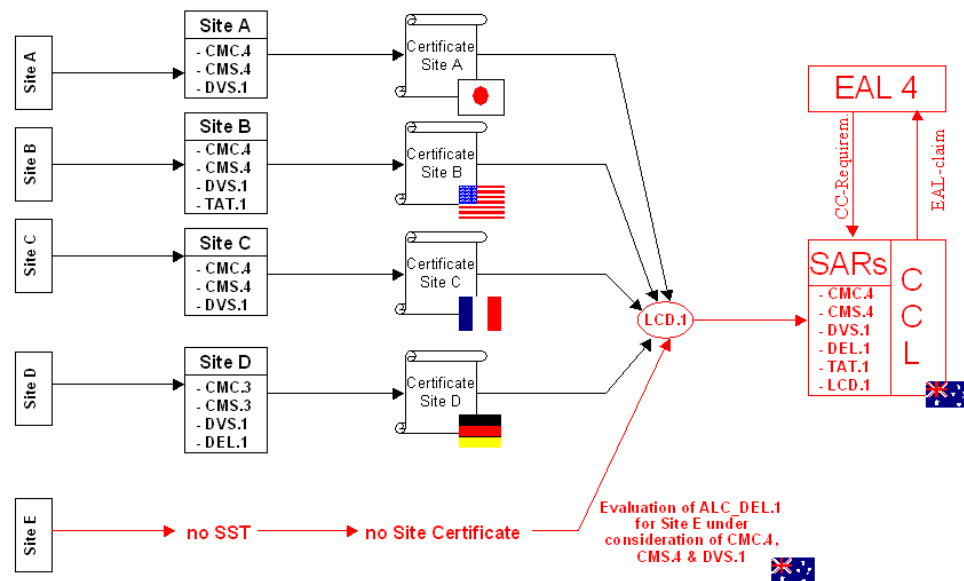 Site A
Site A
- CMC.4
- CMS.4
- DVS.1
Certificate
Site A
Site B
Site B
- CMC.4
- CMS.4
- DVS.1
- TAT.1
Certificate
Site B
Site C
Site C
- CMC.4
- CMS.4
- DVS.1
Certificate
Site C
Site D
Site D
- CMC.3
- CMS.3
- DVS.1
- DEL.1
Certificate
Site D
Site E
no SST
no Site Certificate
Evaluation of ALC_DEL.1
for Site E under
consideration of CMC.4,
CMS.4 & DVS.1
LCD.1
EAL 4
CC-Requirem.
EAL-claim
SARs
- CMC.4
- CMS.4
- DVS.1
- DEL.1
- TAT.1
- LCD.1
C
C
L